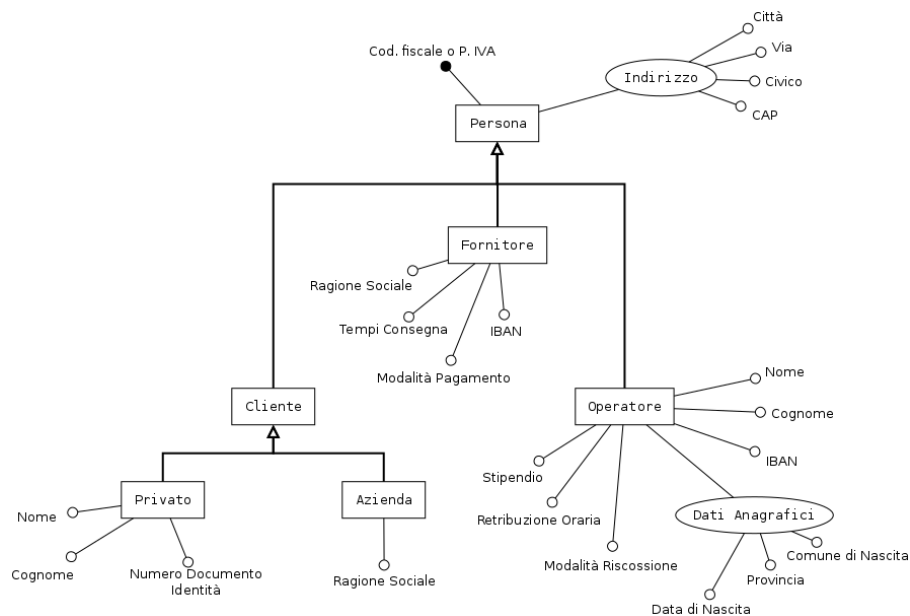 Città
Cod. fiscale o P. IVA
Via
Indirizzo
Civico
CAP
Persona
Fornitore
Ragione Sociale
Tempi Consegna
IBAN
Modalità Pagamento
Nome
Cliente
Operatore
Cognome
IBAN
Stipendio
Privato
Azienda
Nome
Retribuzione Oraria
Dati Anagrafici
Comune di Nascita
Modalità Riscossione
Cognome
Numero Documento
Identità
Ragione Sociale
Provincia
Data di Nascita